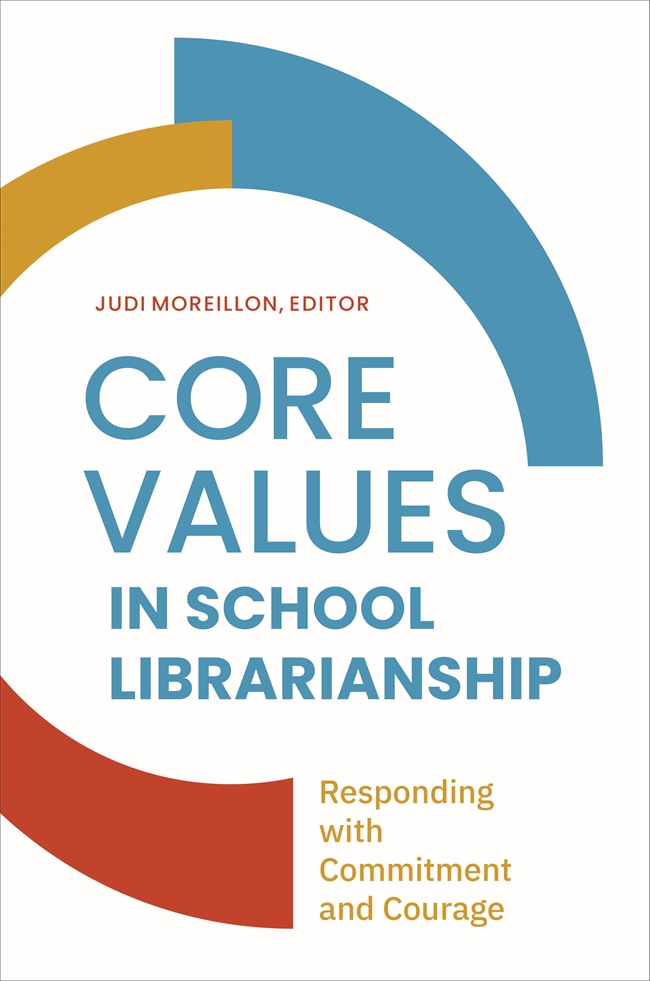 JUDI MOREILLON, EDITOR
CORE
VALUES
IN SCHOOL
LIBRARIANSHIP
Responding
with
Commitment
and Courage